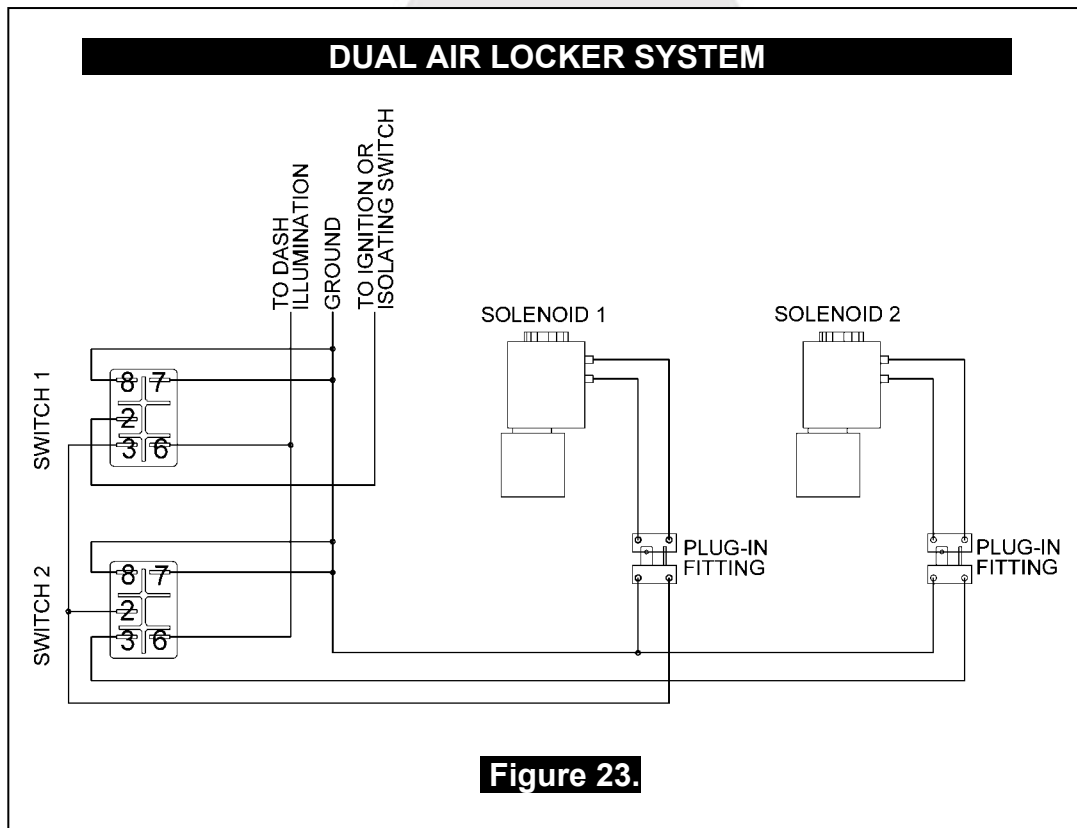 DUAL AIR LOCKER SYSTEM
TO DASH
ILLUMINATION
GROUND
TO IGNITION OR
ISOLATING SWITCH
SOLENOID 1
SOLENOID 2
SWITCH 1
8 7
2
3 6
SWITCH 2
8 7
2
3 6
PLUG-IN
FITTING
PLUG-IN
FITTING
Figure 23.